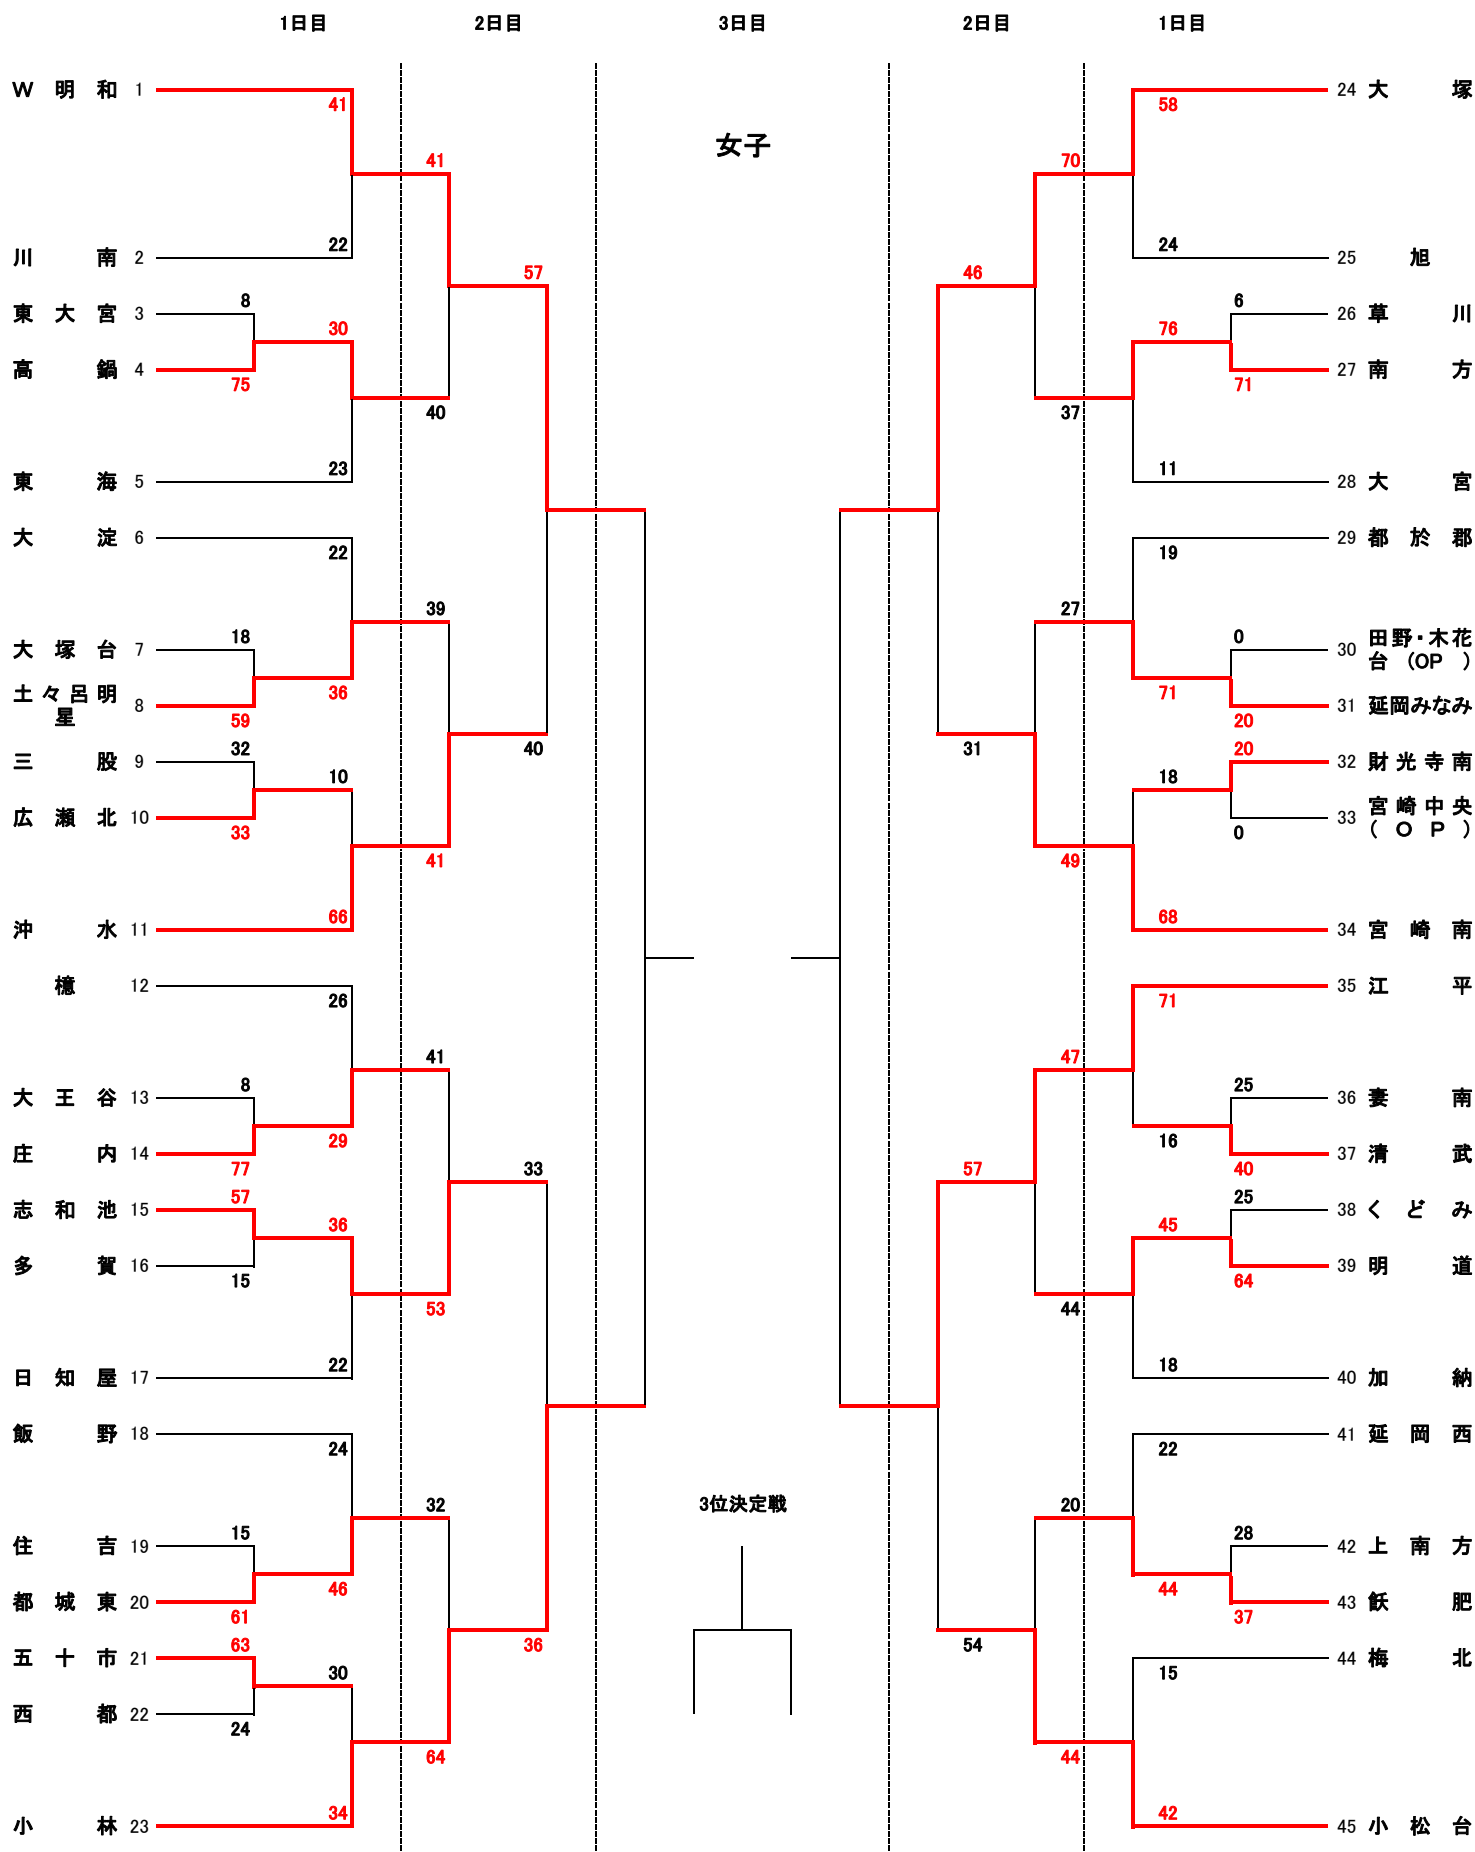 1日目 2日目 3日目 2日目 1日目
女子
W明和 1
41
41
22
川南 2
57
東大宮 3
8
30
高鍋 4
75
40
23
東海 5
大淀 6
22
39
大塚台 7
18
土々呂明
星 8
36
59
三股 9
32
40
10
広瀬北 10
33
41
66
沖水 11
檍 12
26
41
大王谷 13
8
庄内 14
29
77
33
志和池 15
57
36
多賀 16
15
53
22
日知屋 17
飯野 18
24
32
住吉 19
15
都城東 20
46
61
五十市 21
63
36
30
西都 22
24
64
34
小林 23
24 大塚
58
70
24
25 旭
46
26 草川
6
76
27 南方
71
37
11
28 大宮
29 都於郡
19
27
30 田野・木花
台(OP)
0
31 延岡みなみ
71
20
32 財光寺南
20
31
18
33 宮崎中央
(OP)
0
49
68
34 宮崎南
35 江平
71
47
36 妻南
25
37 清武
16
40
57
38 くどみ
25
45
39 明道
64
44
18
40 加納
41 延岡西
22
20
42 上南方
28
43 飫肥
44
37
54
44 梅北
15
44
42
45 小松台
3位決定戦